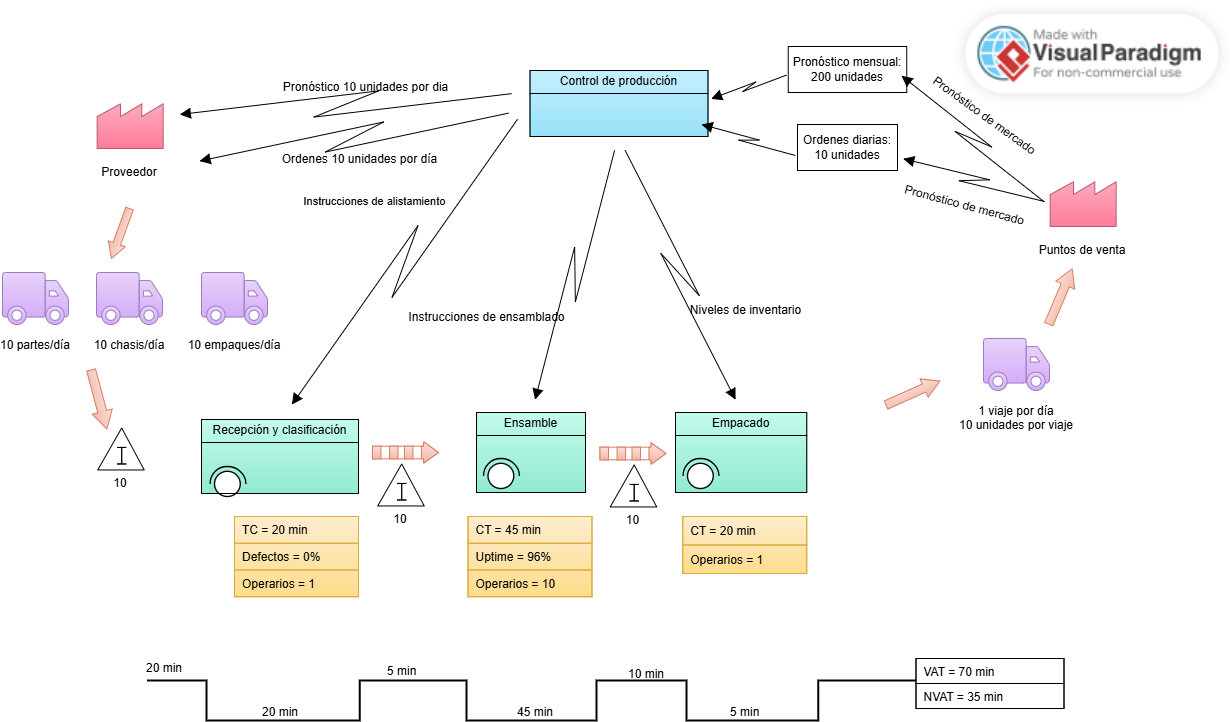 Made with
Visual Paradigm
For non-commercial use
Control de producción
Pronóstico mensual:
200 unidades
Pronóstico de mercado
Pronóstico 10 unidades por dia
Ordenes diarias:
10 unidades
Ordenes 10 unidades por día
Proveedor
Pronóstico de mercado
Instrucciones de alistamiento
Puntos de venta
Instrucciones de ensamblado
Niveles de inventario
10 partes/día
10 chasis/día
10 empaques/día
1 viaje por día
10 unidades por viaje
Recepción y clasificación
Ensamble
Empacado
I
10
I
10
I
10
TC = 20 min
Defectos = 0%
Operarios = 1
CT = 45 min
Uptime = 96%
Operarios = 10
CT = 20 min
Operarios = 1
20 min
20 min
5 min
45 min
10 min
5 min
VAT = 70 min
NVAT = 35 min